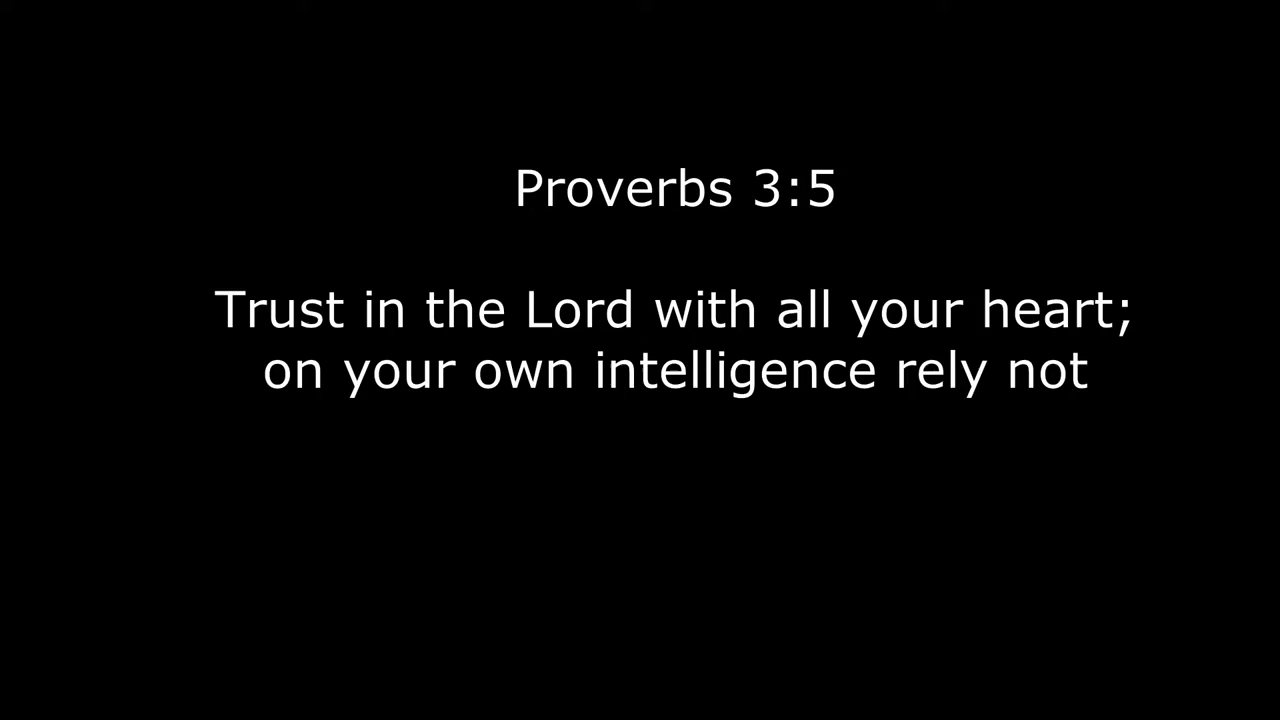 Proverbs 3:5
Trust in the Lord with all your heart;
on your own intelligence rely not